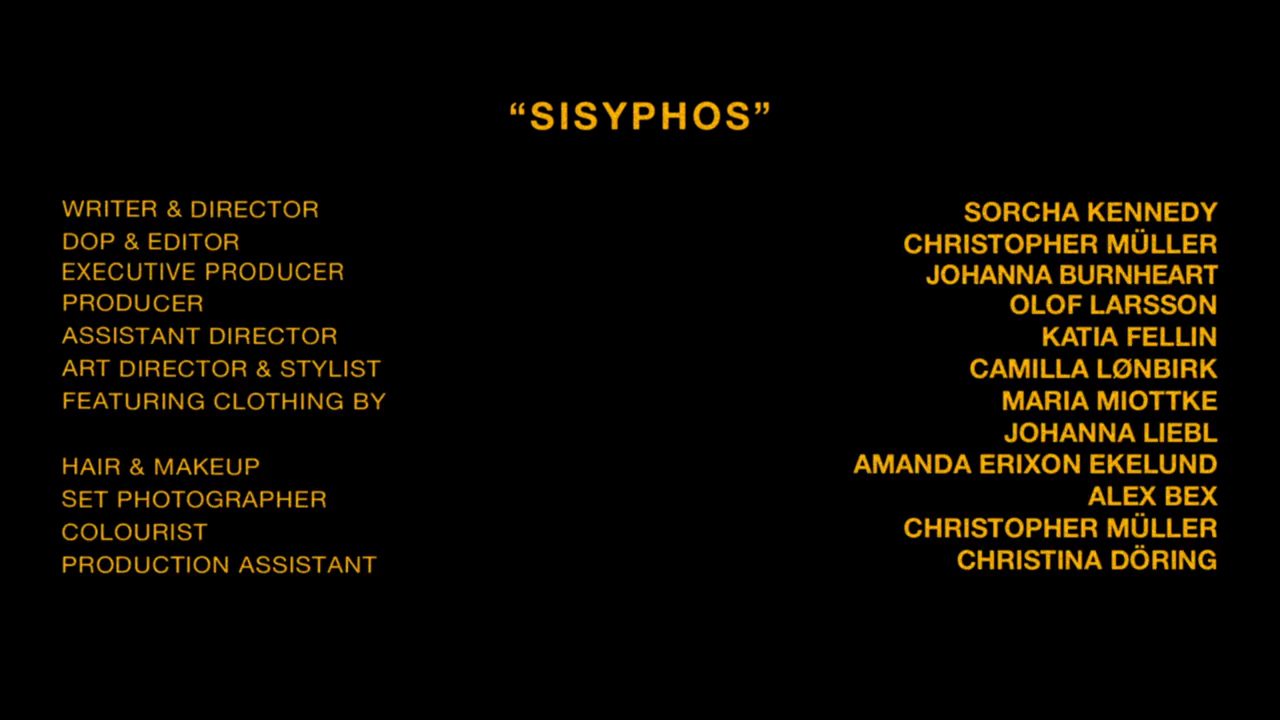 “SISYPHOS”
WRITER & DIRECTOR SORCHA KENNEDY
DOP & EDITOR CHRISTOPHER MÜLLER
EXECUTIVE PRODUCER JOHANNA BURNHEART
PRODUCER OLOF LARSSON
ASSISTANT DIRECTOR KATIA FELLIN
ART DIRECTOR & STYLIST CAMILLA LØNBIRK
FEATURING CLOTHING BY MARIA MIOTTKE
JOHANNA LIEBL
HAIR & MAKEUP AMANDA ERIXON EKELUND
SET PHOTOGRAPHER ALEX BEX
COLOURIST CHRISTOPHER MÜLLER
PRODUCTION ASSISTANT CHRISTINA DÖRING